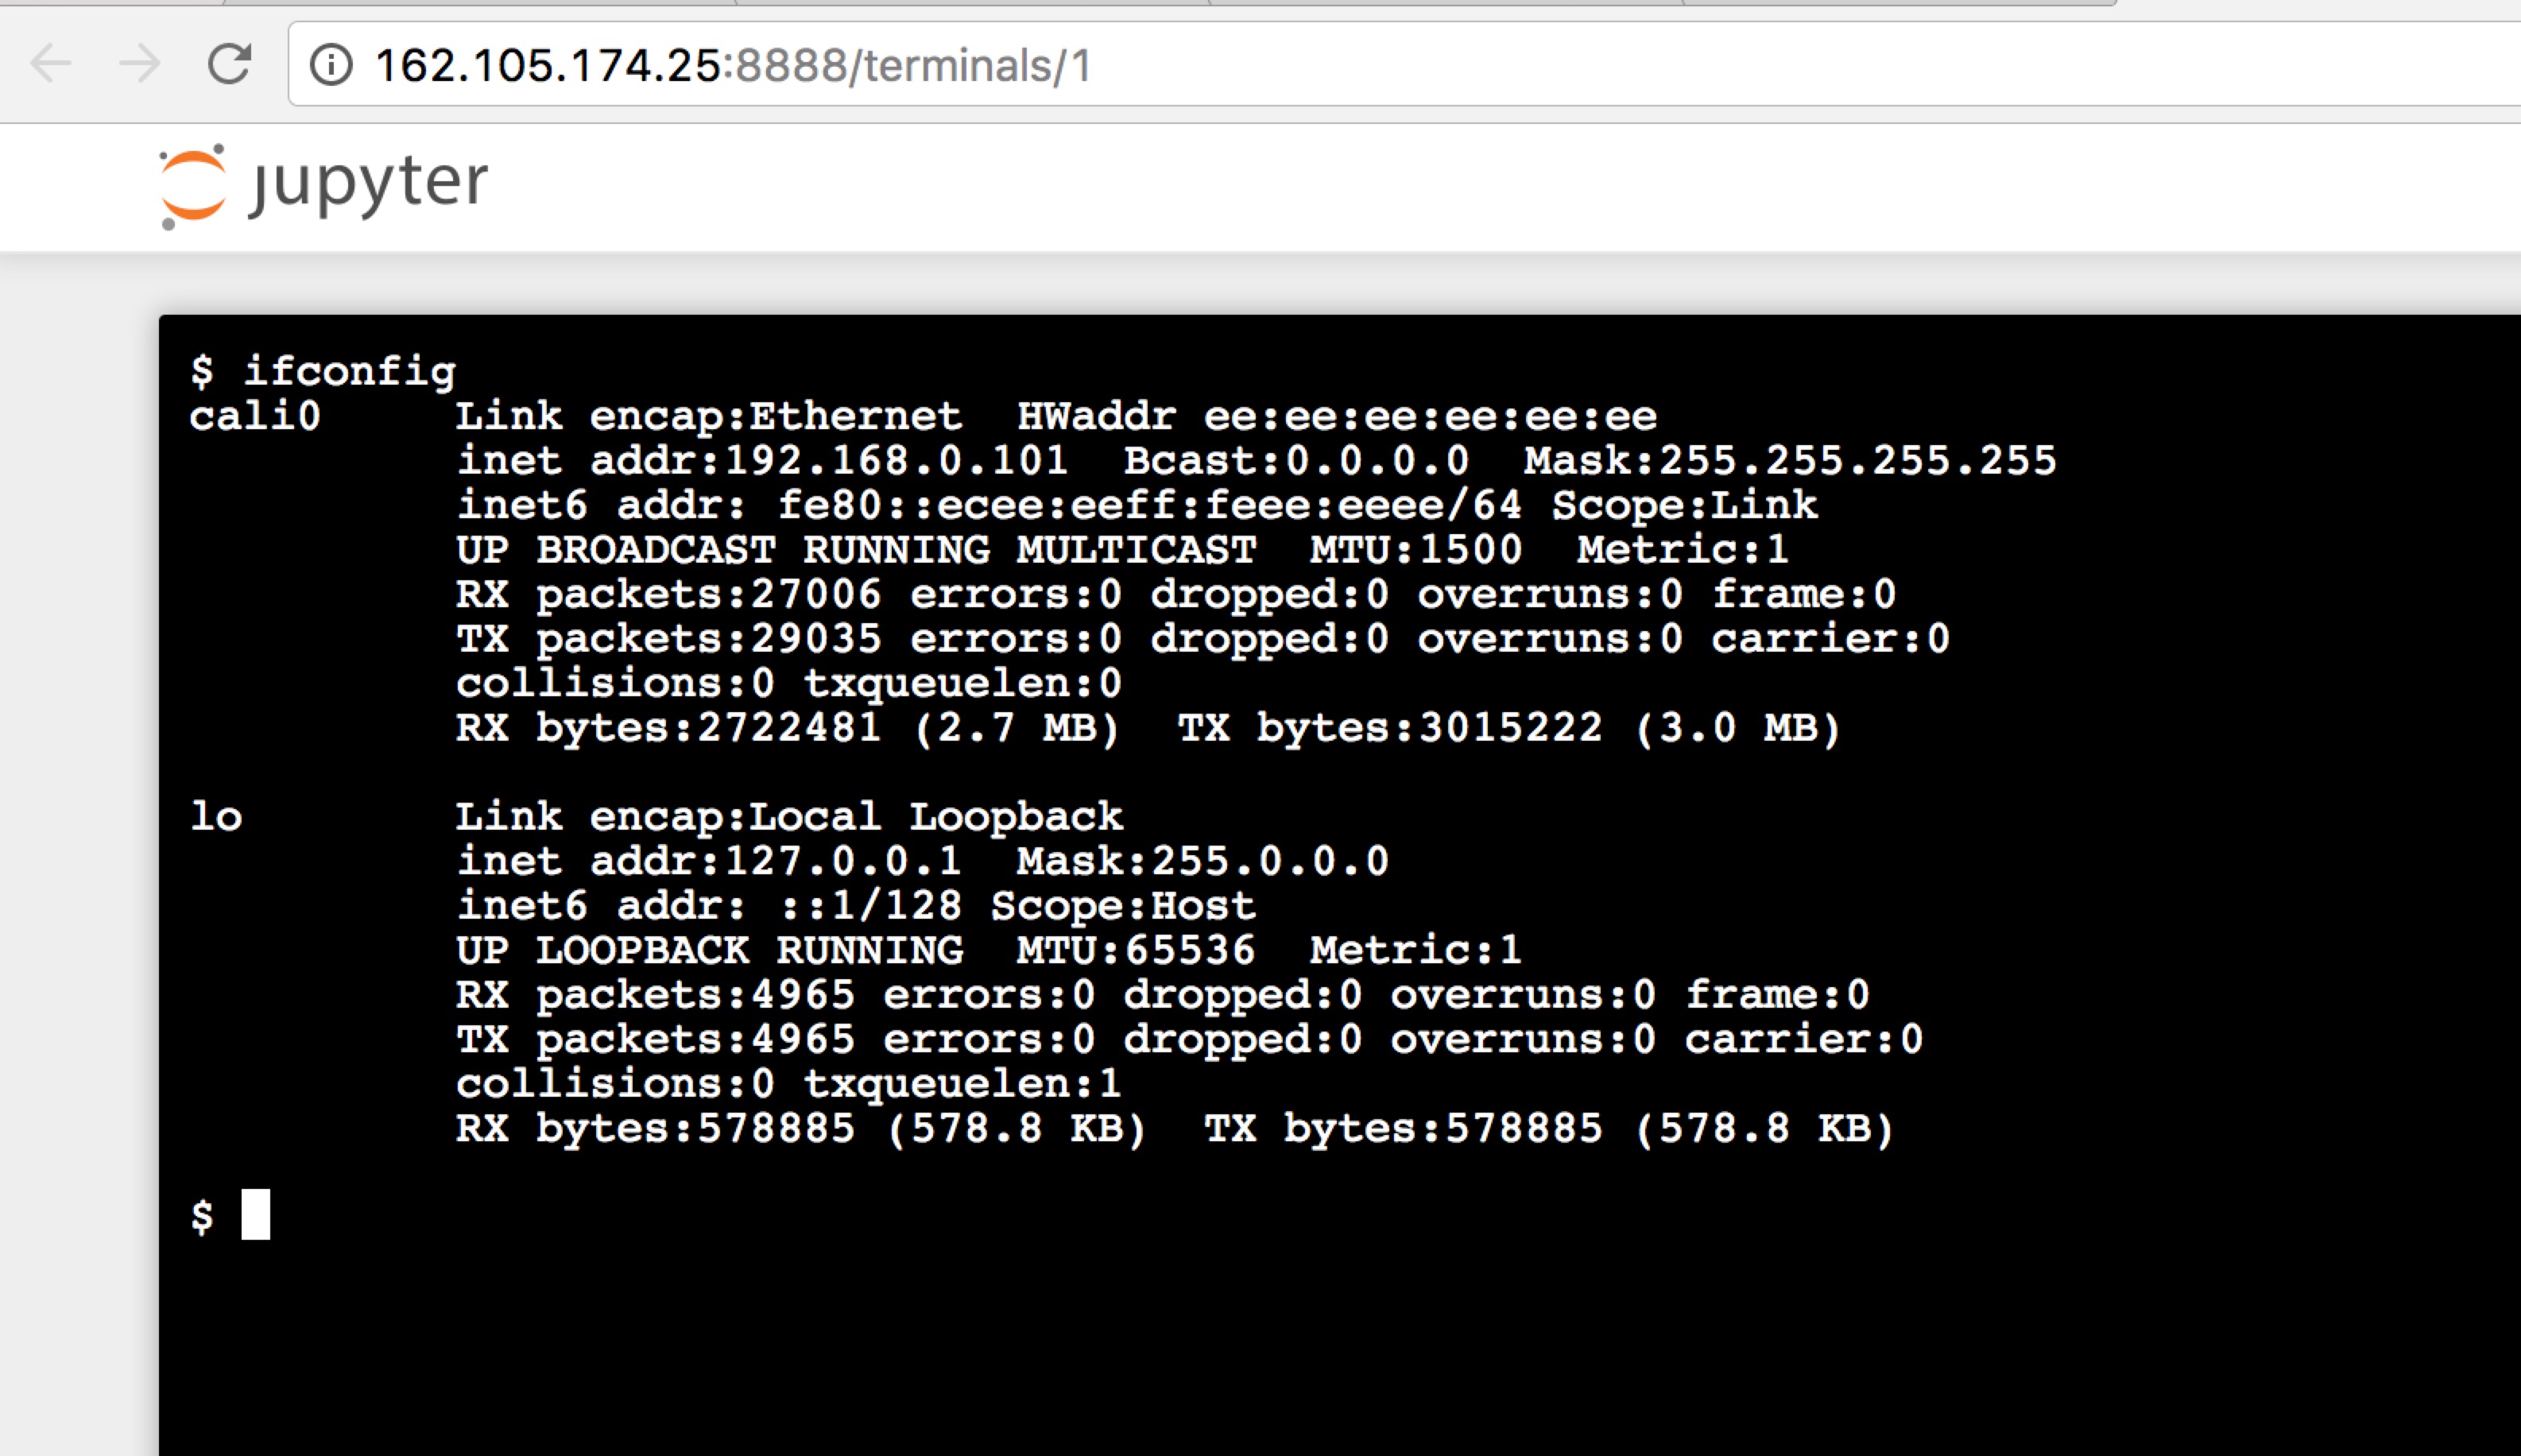 162.105.174.25:8888/terminals/1
jupyter
$ ifconfig
cali0     Link encap:Ethernet  HWaddr ee:ee:ee:ee:ee:ee
          inet addr:192.168.0.101  Bcast:0.0.0.0  Mask:255.255.255.255
          inet6 addr: fe80::ecee:eeff:feee:eeee/64 Scope:Link
          UP BROADCAST RUNNING MULTICAST  MTU:1500  Metric:1
          RX packets:27006 errors:0 dropped:0 overruns:0 frame:0
          TX packets:29035 errors:0 dropped:0 overruns:0 carrier:0
          collisions:0 txqueuelen:0
          RX bytes:2722481 (2.7 MB)  TX bytes:3015222 (3.0 MB)

lo        Link encap:Local Loopback
          inet addr:127.0.0.1  Mask:255.0.0.0
          inet6 addr: ::1/128 Scope:Host
          UP LOOPBACK RUNNING  MTU:65536  Metric:1
          RX packets:4965 errors:0 dropped:0 overruns:0 frame:0
          TX packets:4965 errors:0 dropped:0 overruns:0 carrier:0
          collisions:0 txqueuelen:1
          RX bytes:578885 (578.8 KB)  TX bytes:578885 (578.8 KB)

$